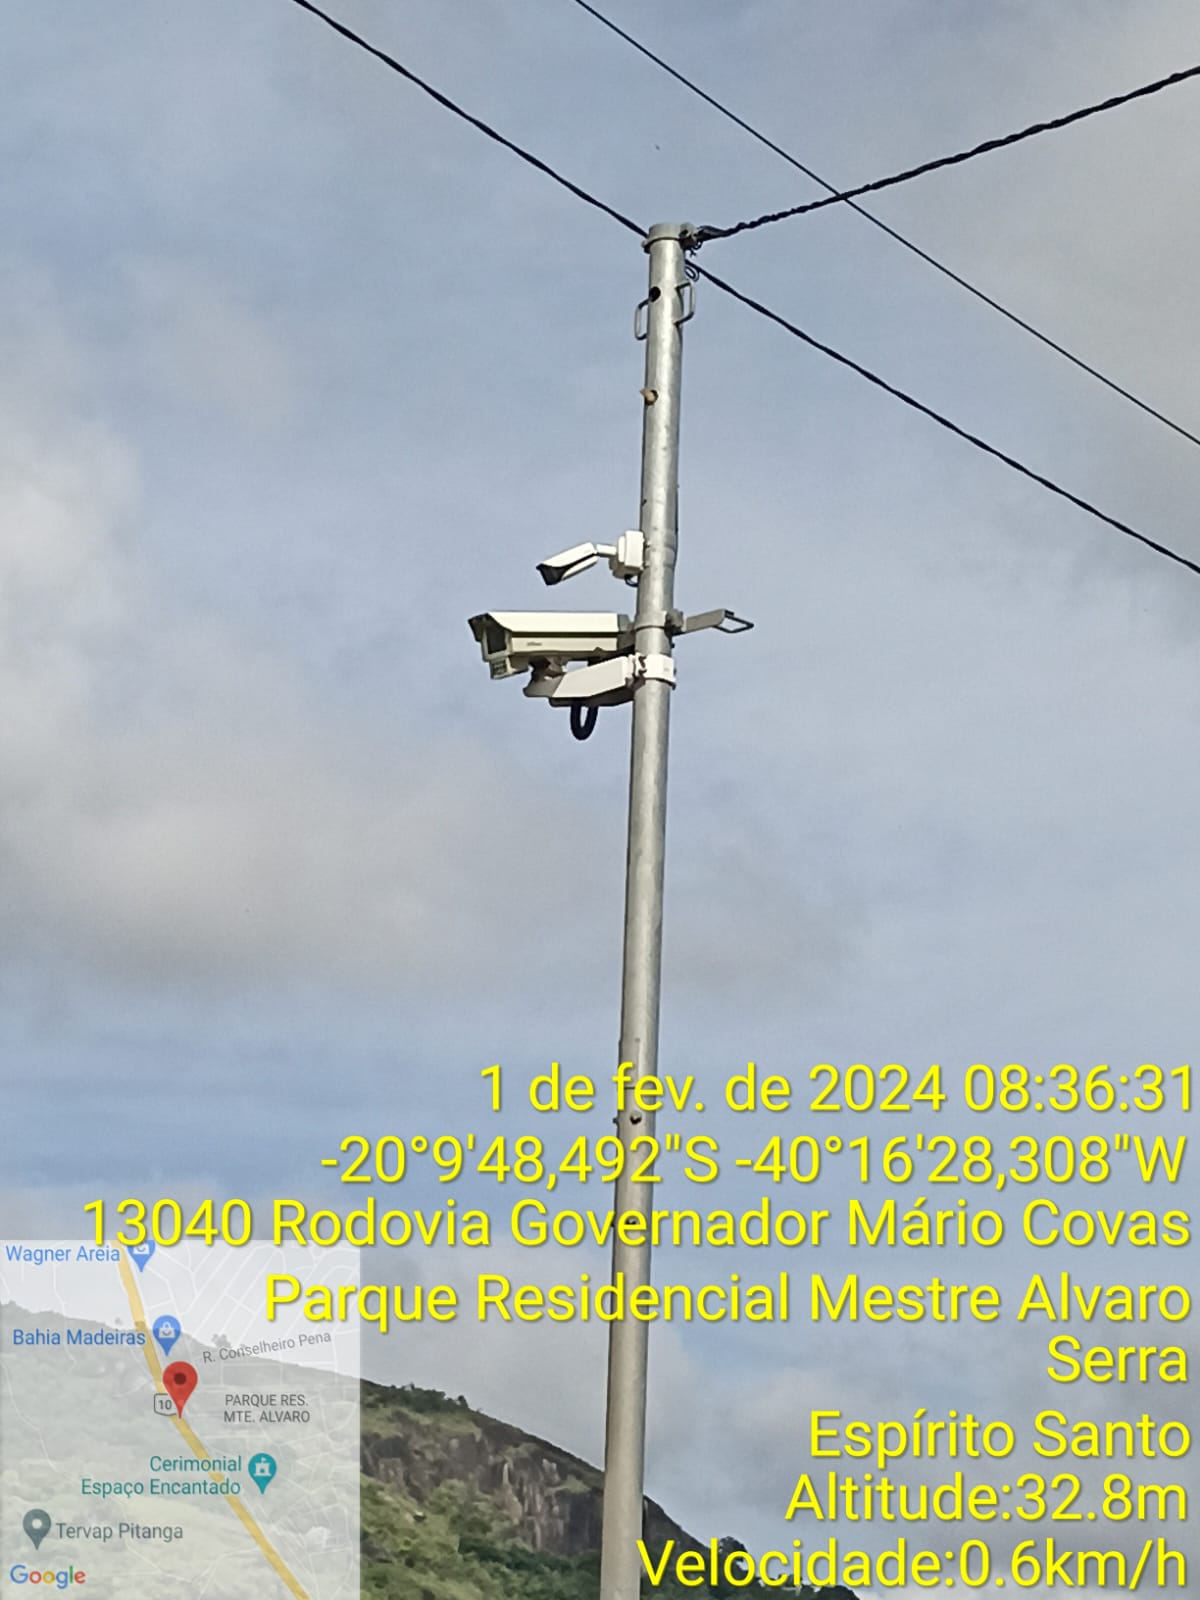 1 de fev. de 2024 08:36:31
-20°9'48,492"S -40°16'28,308"W
13040 Rodovia Governador Mário Covas
Parque Residencial Mestre Alvaro
Serra
Espírito Santo
Altitude:32.8m
Velocidade:0.6km/h
Wagner Areia
Bahia Madeiras
R. Conselheiro Pena
10
PARQUE RES.
MTE. ALVARO
Cerimonial
Espaço Encantado
Tervap Pitanga
Google